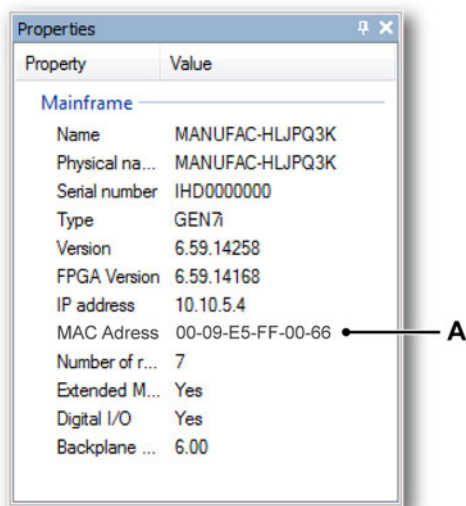 Properties
Property Value
Mainframe
Name MANUFAC-HLJPQ3K
Physical na... MANUFAC-HLJPQ3K
Serial number IHD0000000
Type GEN7i
Version 6.59.14258
FPGA Version 6.59.14168
IP address 10.10.5.4
MAC Adress 00-09-E5-FF-00-66 A
Number of r... 7
Extended M... Yes
Digital I/O Yes
Backplane ... 6.00